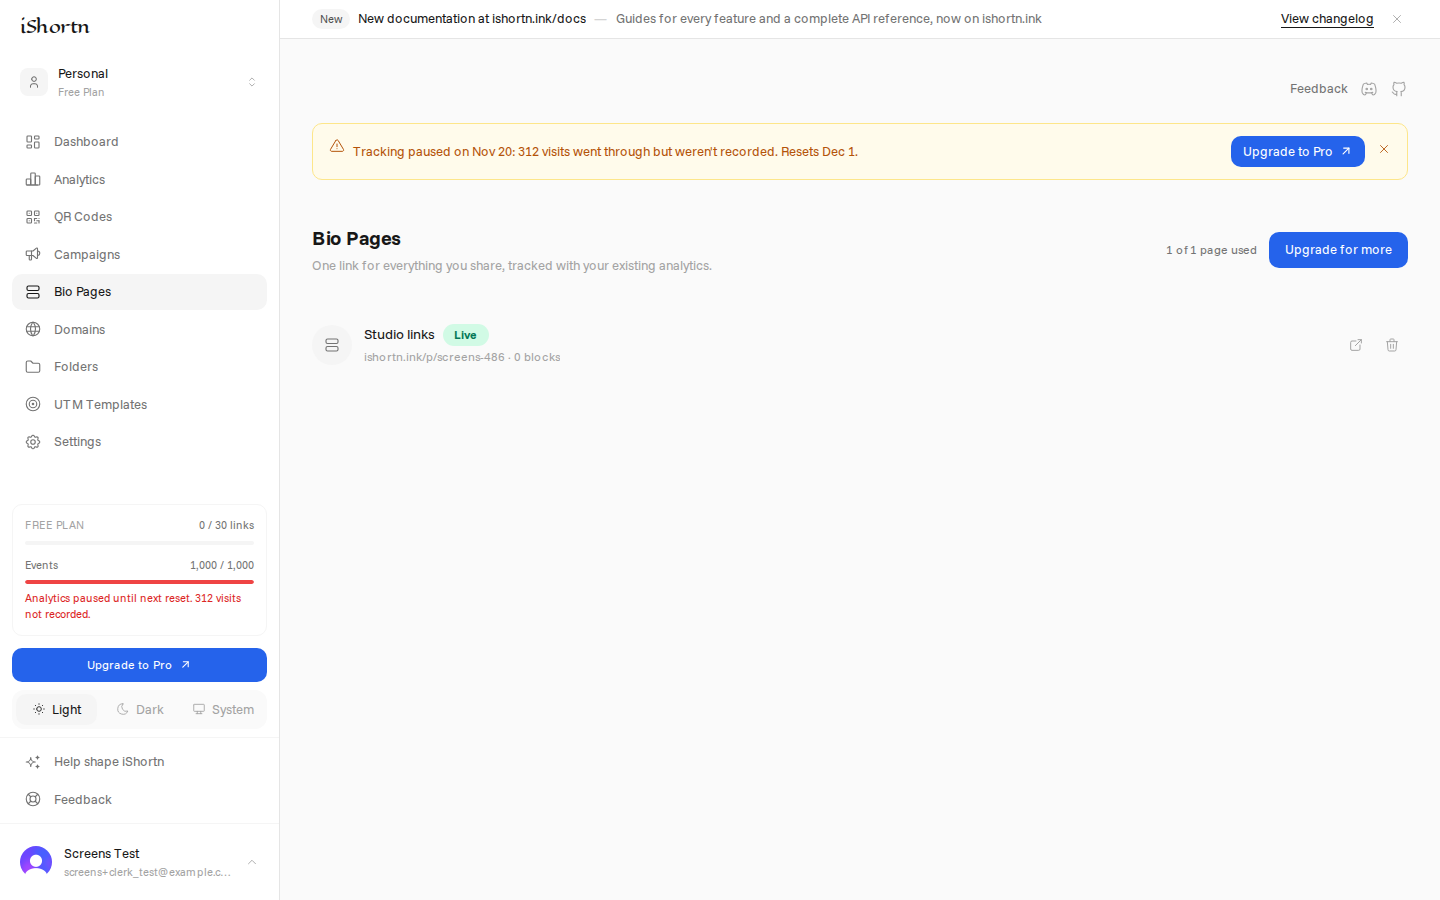 iShortn
Personal
Free Plan
Dashboard
Analytics
QR Codes
Campaigns
Bio Pages
Domains
Folders
UTM Templates
Settings
FREE PLAN 0 / 30 links
Events 1,000 / 1,000
Analytics paused until next reset. 312 visits
not recorded.
Upgrade to Pro
Light Dark System
Help shape iShortn
Feedback
Screens Test
screens+clerk_test@example.c...
New New documentation at ishortn.ink/docs — Guides for every feature and a complete API reference, now on ishortn.ink View changelog
Feedback
Tracking paused on Nov 20: 312 visits went through but weren't recorded. Resets Dec 1. Upgrade to Pro
Bio Pages
One link for everything you share, tracked with your existing analytics.
1 of 1 page used Upgrade for more
Studio links Live
ishortn.ink/p/screens-486 · 0 blocks